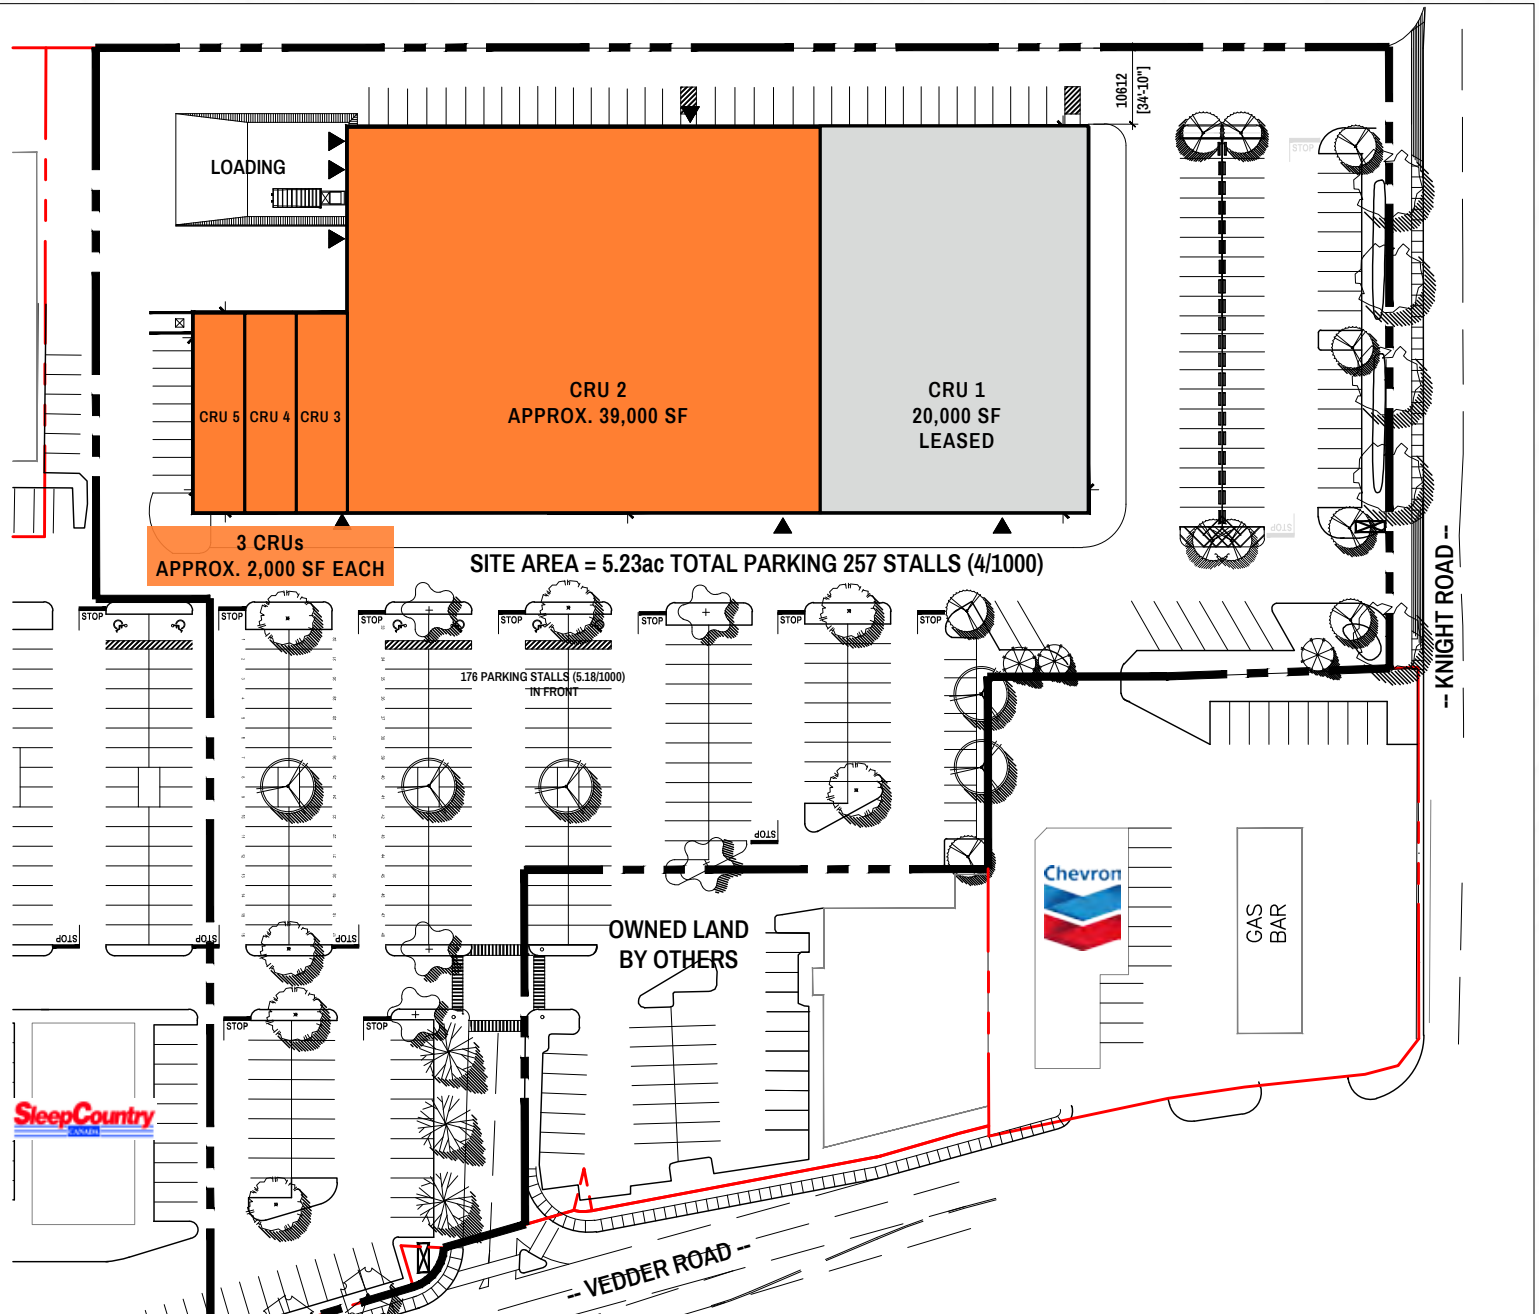 10612
[34'-10"]
LOADING
STOP
CRU 2
APPROX. 39,000 SF
CRU 1
20,000 SF
LEASED
CRU 5
CRU 4
CRU 3
STOP
3 CRUs
APPROX. 2,000 SF EACH
SITE AREA = 5.23ac TOTAL PARKING 257 STALLS (4/1000)
-- KNIGHT ROAD --
STOP
STOP
STOP
STOP
STOP
STOP
STOP
176 PARKING STALLS (5.18/1000)
IN FRONT
STOP
Chevron
GAS
BAR
OWNED LAND
BY OTHERS
STOP
STOP
STOP
STOP
STOP
SleepCountry
CANADA
-- VEDDER ROAD --